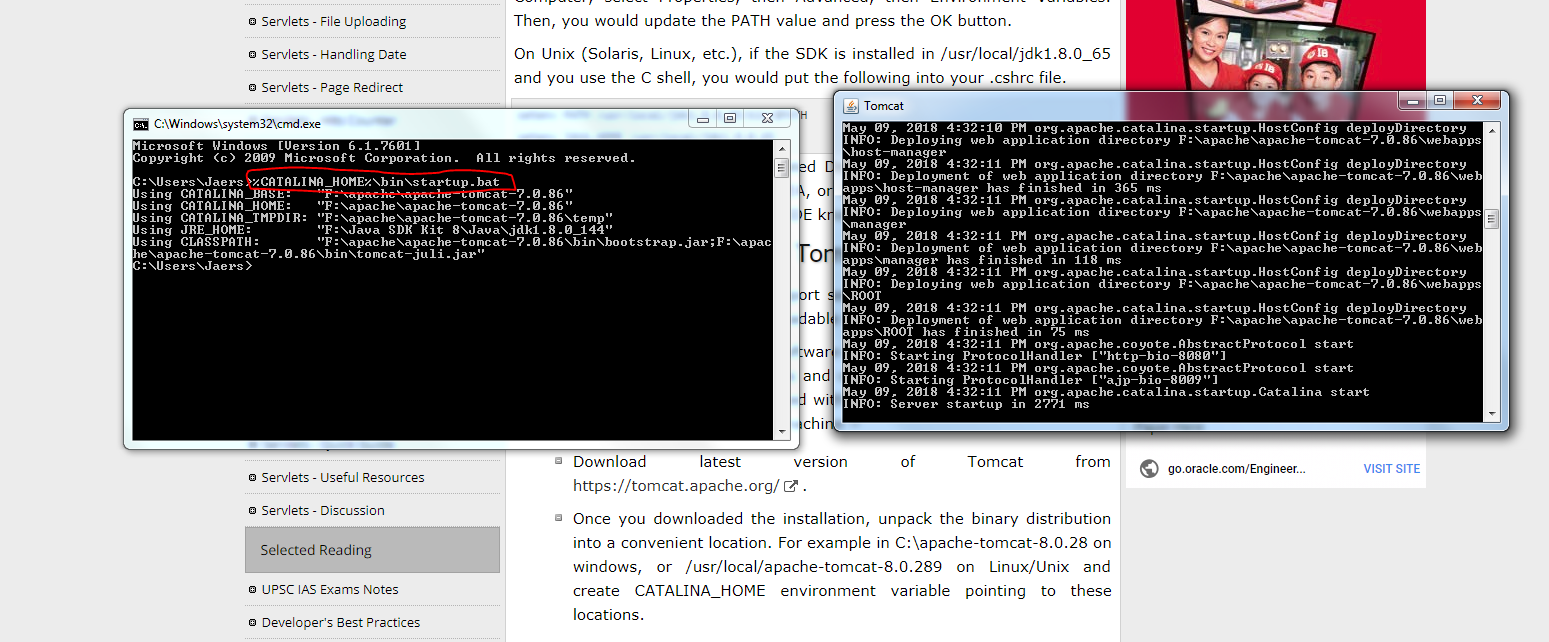 Servlets - File Uploading
Servlets - Handling Date
Servlets - Page Redirect
Then, you would update the PATH value and press the OK button.
On Unix (Solaris, Linux, etc.), if the SDK is installed in /usr/local/jdk1.8.0_65
and you use the C shell, you would put the following into your .cshrc file.
C:\Windows\system32\cmd.exe
Microsoft Windows [Version 6.1.7601]
Copyright (c) 2009 Microsoft Corporation.  All rights reserved.
C:\Users\Jaers>%CATALINA_HOME%\bin\startup.bat
Using CATALINA_BASE:   "F:\apache\apache-tomcat-7.0.86"
Using CATALINA_HOME:   "F:\apache\apache-tomcat-7.0.86"
Using CATALINA_TMPDIR: "F:\apache\apache-tomcat-7.0.86\temp"
Using JRE_HOME:        "F:\Java SDK Kit 8\Java\jdk1.8.0_144"
Using CLASSPATH:       "F:\apache\apache-tomcat-7.0.86\bin\bootstrap.jar;F:\apac
he\apache-tomcat-7.0.86\bin\tomcat-juli.jar"
C:\Users\Jaers>
Tomcat
May 09, 2018 4:32:10 PM org.apache.catalina.startup.HostConfig deployDirectory
INFO: Deploying web application directory F:\apache\apache-tomcat-7.0.86\webapps
\host-manager
May 09, 2018 4:32:11 PM org.apache.catalina.startup.HostConfig deployDirectory
INFO: Deployment of web application directory F:\apache\apache-tomcat-7.0.86\web
apps\host-manager has finished in 365 ms
May 09, 2018 4:32:11 PM org.apache.catalina.startup.HostConfig deployDirectory
INFO: Deploying web application directory F:\apache\apache-tomcat-7.0.86\webapps
\manager
May 09, 2018 4:32:11 PM org.apache.catalina.startup.HostConfig deployDirectory
INFO: Deployment of web application directory F:\apache\apache-tomcat-7.0.86\web
apps\manager has finished in 118 ms
May 09, 2018 4:32:11 PM org.apache.catalina.startup.HostConfig deployDirectory
INFO: Deploying web application directory F:\apache\apache-tomcat-7.0.86\webapps
\ROOT
May 09, 2018 4:32:11 PM org.apache.catalina.startup.HostConfig deployDirectory
INFO: Deployment of web application directory F:\apache\apache-tomcat-7.0.86\web
apps\ROOT has finished in 75 ms
May 09, 2018 4:32:11 PM org.apache.coyote.AbstractProtocol start
INFO: Starting ProtocolHandler ["http-bio-8080"]
May 09, 2018 4:32:11 PM org.apache.coyote.AbstractProtocol start
INFO: Starting ProtocolHandler ["ajp-bio-8009"]
May 09, 2018 4:32:11 PM org.apache.catalina.startup.Catalina start
INFO: Server startup in 2771 ms
Servlets - Useful Resources
Servlets - Discussion
Selected Reading
UPSC IAS Exams Notes
Developer's Best Practices
Download latest version of Tomcat from
https://tomcat.apache.org/ .
Once you downloaded the installation, unpack the binary distribution
into a convenient location. For example in C:\apache-tomcat-8.0.28 on
windows, or /usr/local/apache-tomcat-8.0.289 on Linux/Unix and
create CATALINA_HOME environment variable pointing to these
locations.
go.oracle.com/Engineer... VISIT SITE